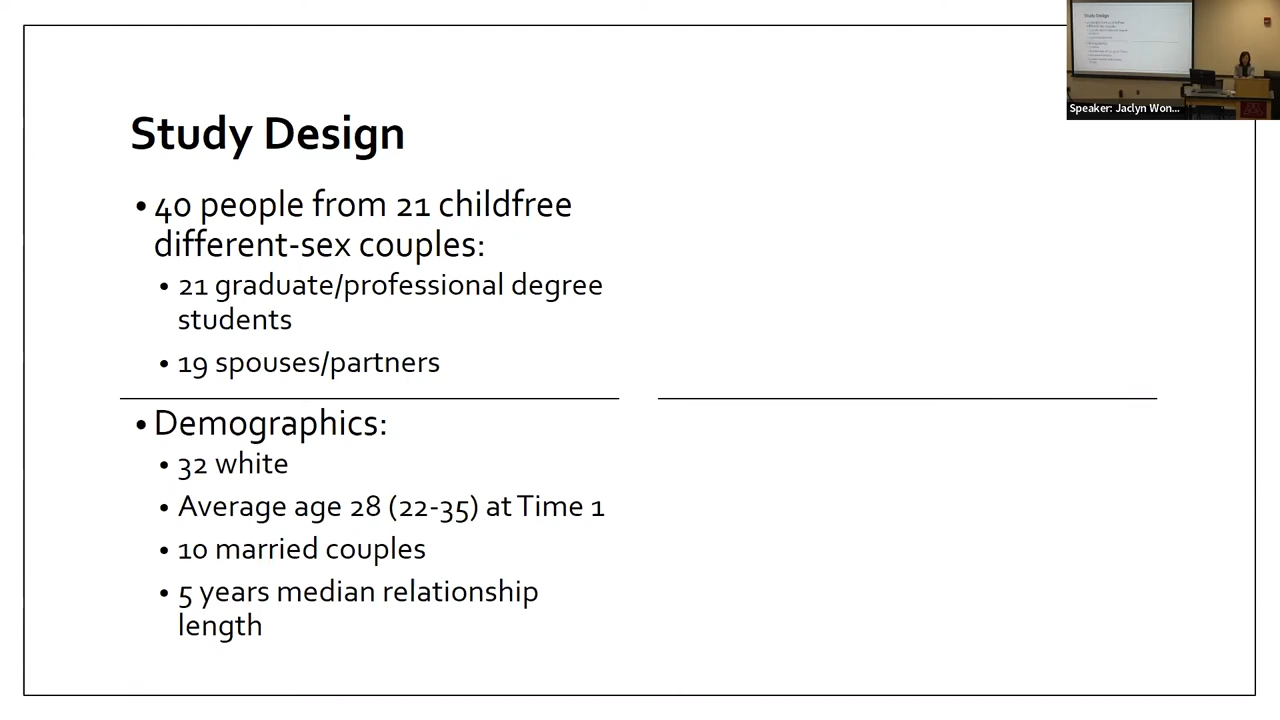 Study Design
• 40 people from 21 childfree
different-sex couples:
• 21 graduate/professional degree
students
• 19 spouses/partners
• Demographics:
• 32 white
• Average age 28 (22-35) at Time 1
• 10 married couples
• 5 years median relationship
length
Study Design
Speaker: Jaclyn Won...